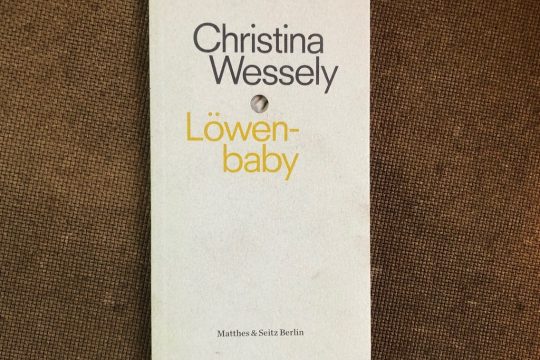 Christina
Wessely
Löwen-
baby
Matthes & Seitz Berlin